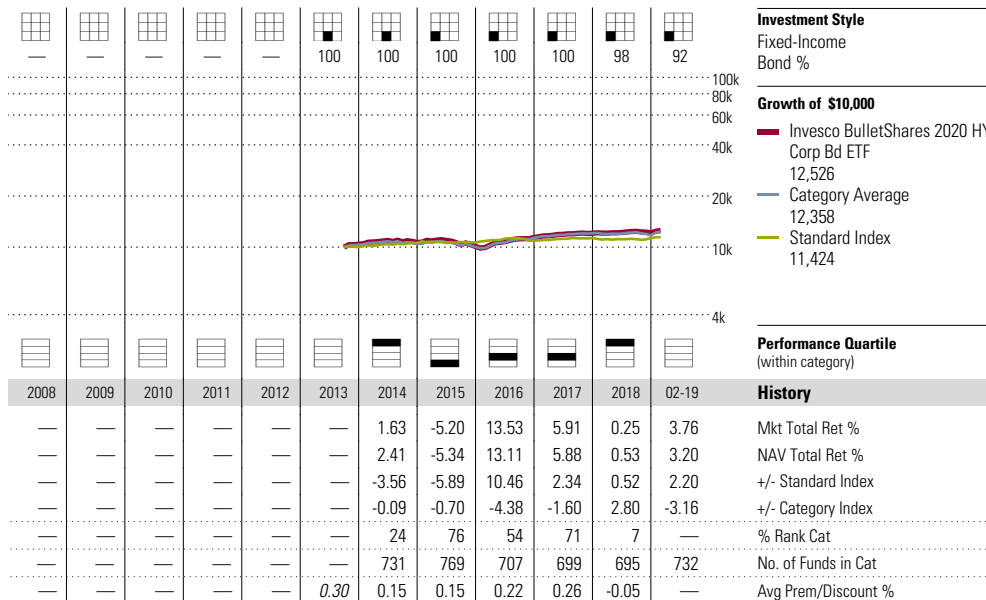 Investment Style
Fixed-Income
— — — — — 100 100 100 100 100 98 92 Bond %
100k
80k
60k
40k
20k
10k
4k
Growth of $10,000
Invesco BulletShares 2020 HY
Corp Bd ETF
12,526
Category Average
12,358
Standard Index
11,424
Performance Quartile
(within category)
2008 2009 2010 2011 2012 2013 2014 2015 2016 2017 2018 02-19 History
— — — — — — 1.63 -5.20 13.53 5.91 0.25 3.76 Mkt Total Ret %
— — — — — — 2.41 -5.34 13.11 5.88 0.53 3.20 NAV Total Ret %
— — — — — — -3.56 -5.89 10.46 2.34 0.52 2.20 +/- Standard Index
— — — — — — -0.09 -0.70 -4.38 -1.60 2.80 -3.16 +/- Category Index
— — — — — — 24 76 54 71 7 — % Rank Cat
— — — — — — 731 769 707 699 695 732 No. of Funds in Cat
— — — — — 0.30 0.15 0.15 0.22 0.26 -0.05 — Avg Prem/Discount %